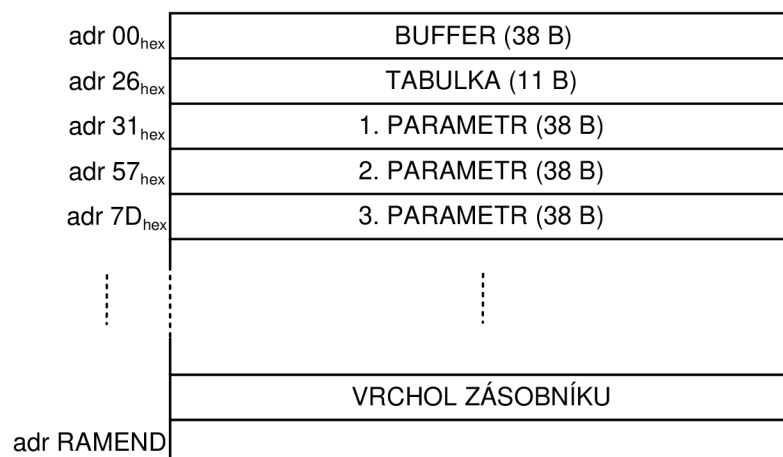 adr 00hex BUFFER (38 B)
adr 26hex TABULKA (11 B)
adr 31hex 1. PARAMETR (38 B)
adr 57hex 2. PARAMETR (38 B)
adr 7Dhex 3. PARAMETR (38 B)
VRCHOL ZÁSOBNÍKU
adr RAMEND